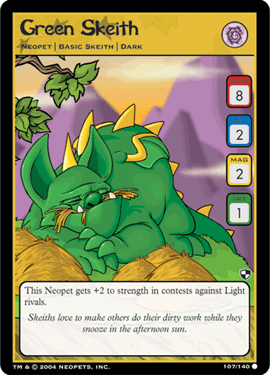 Green Skeith
NEOPET | BASIC SKEITH | DARK
8
2
MAG
2
INT
1
This Neopet gets +2 to strength in contests against Light
rivals.
Skeiths love to make others do their dirty work while they
snooze in the afternoon sun.
TM & © 2004 NEOPETS, INC.
107/140